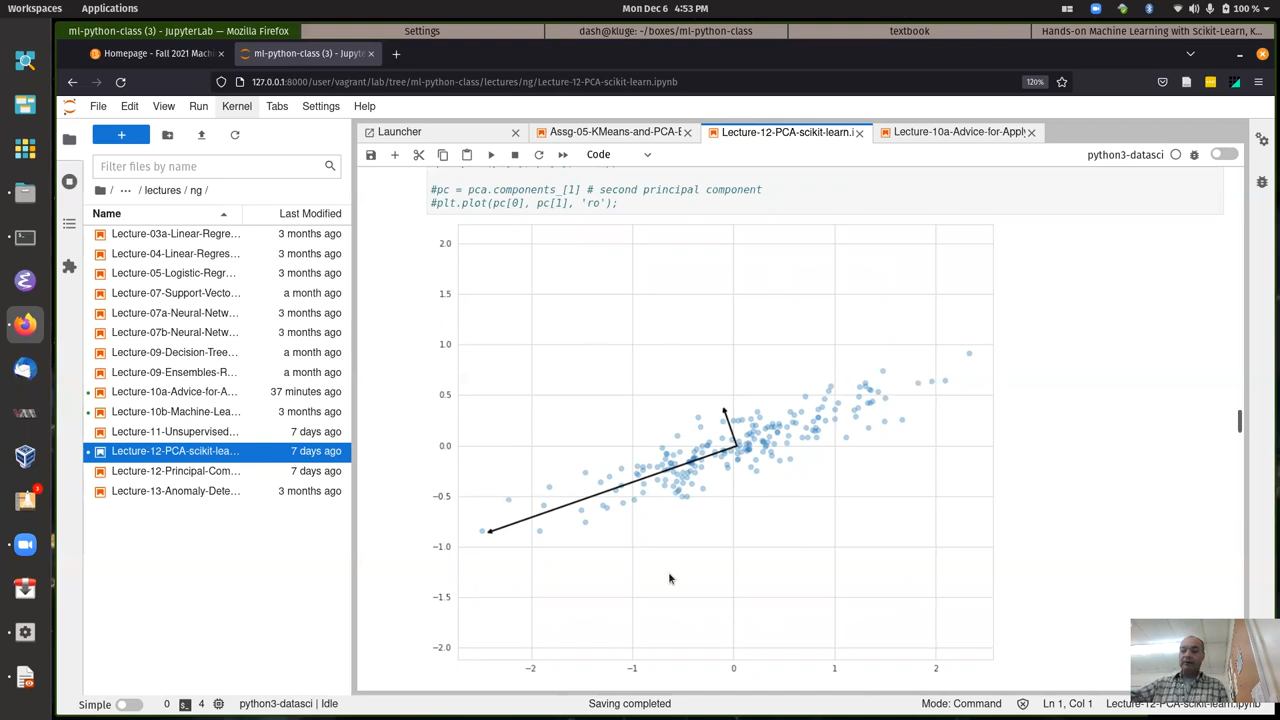 Workspaces Applications Mon Dec 6 4:53 PM 100 %
ml-python-class (3) - JupyterLab — Mozilla Firefox Settings dash@kluge: ~/boxes/ml-python-class textbook Hands-on Machine Learning with Scikit-Learn, K...
Homepage - Fall 2021 Machi ml-python-class (3) - Jupyte
127.0.0.1:8000/user/vagrant/lab/tree/ml-python-class/lectures/ng/Lecture-12-PCA-scikit-learn.ipynb 120%
File Edit View Run Kernel Tabs Settings Help
Launcher Assg-05-KMeans-and-PCA-E Lecture-12-PCA-scikit-learn.i Lecture-10a-Advice-for-Apply
Code python3-datasci
Filter files by name
/ ··· / lectures / ng /
Name Last Modified
Lecture-03a-Linear-Regre... 3 months ago
Lecture-04-Linear-Regres... 3 months ago
Lecture-05-Logistic-Regr... 3 months ago
Lecture-07-Support-Vecto... a month ago
Lecture-07a-Neural-Netw... 3 months ago
Lecture-07b-Neural-Netw... 3 months ago
Lecture-09-Decision-Tree... a month ago
Lecture-09-Ensembles-R... a month ago
Lecture-10a-Advice-for-A... 37 minutes ago
Lecture-10b-Machine-Lea... 3 months ago
Lecture-11-Unsupervised... 7 days ago
Lecture-12-PCA-scikit-lea... 7 days ago
Lecture-12-Principal-Com... 7 days ago
Lecture-13-Anomaly-Dete... 3 months ago
#pc = pca.components_[1] # second principal component
#plt.plot(pc[0], pc[1], 'ro');
2.0
1.5
1.0
0.5
0.0
−0.5
−1.0
−1.5
−2.0
−2 −1 0 1 2
Simple 0 4 python3-datasci | Idle Saving completed Mode: Command Ln 1, Col 1 Lecture-12-PCA-scikit-learn.ipynb